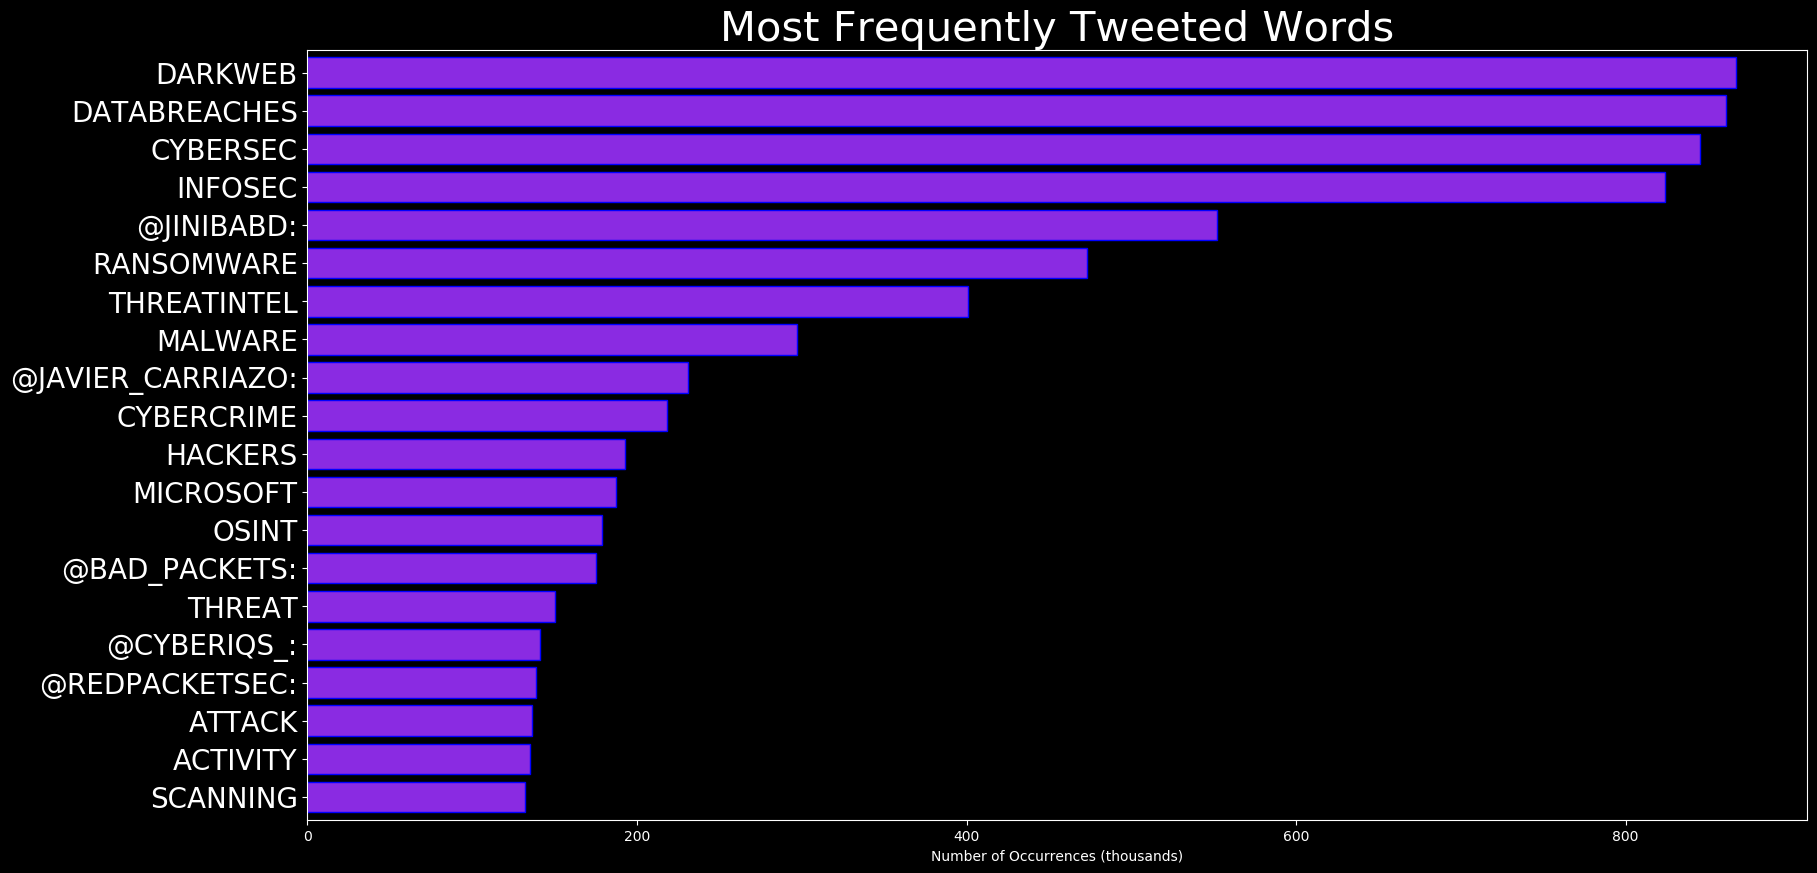 Most Frequently Tweeted Words
DARKWEB
DATABREACHES
CYBERSEC
INFOSEC
@JINIBABD:
RANSOMWARE
THREATINTEL
MALWARE
@JAVIER_CARRIAZO:
CYBERCRIME
HACKERS
MICROSOFT
OSINT
@BAD_PACKETS:
THREAT
@CYBERIQS_:
@REDPACKETSEC:
ATTACK
ACTIVITY
SCANNING
0 200 400 600 800
Number of Occurrences (thousands)